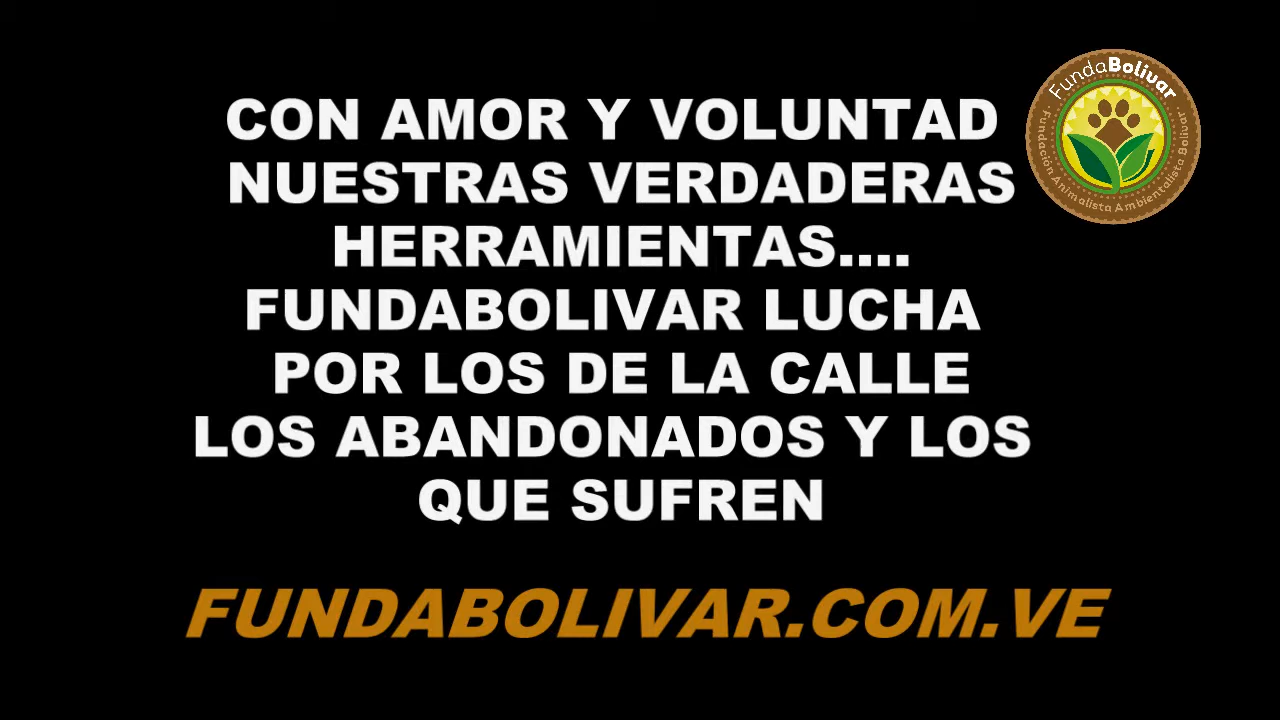 CON AMOR Y VOLUNTAD
NUESTRAS VERDADERAS
HERRAMIENTAS....
FUNDABOLIVAR LUCHA
POR LOS DE LA CALLE
LOS ABANDONADOS Y LOS
QUE SUFREN
FUNDABOLIVAR.COM.VE
FundaBolivar
Fundación Animalista Ambientalista Bolivar